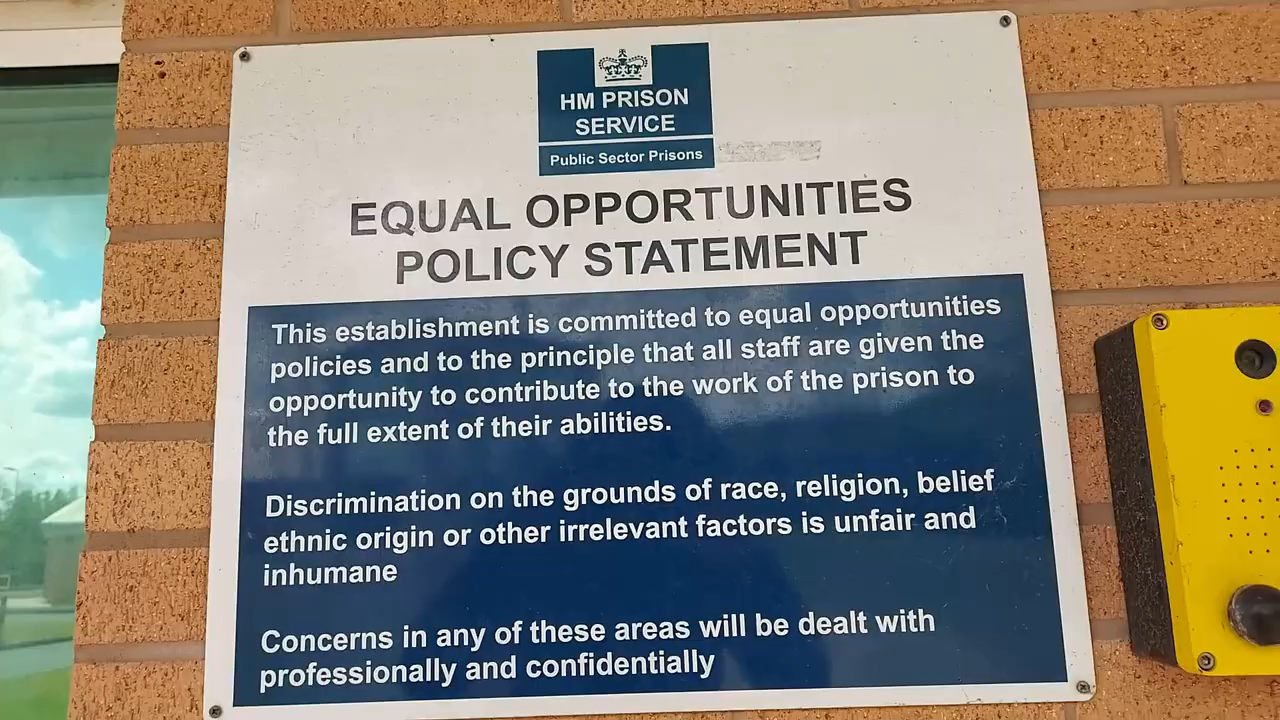 HM PRISON
SERVICE
Public Sector Prisons
EQUAL OPPORTUNITIES
POLICY STATEMENT
This establishment is committed to equal opportunities
policies and to the principle that all staff are given the
opportunity to contribute to the work of the prison to
the full extent of their abilities.
Discrimination on the grounds of race, religion, belief
ethnic origin or other irrelevant factors is unfair and
inhumane
Concerns in any of these areas will be dealt with
professionally and confidentially